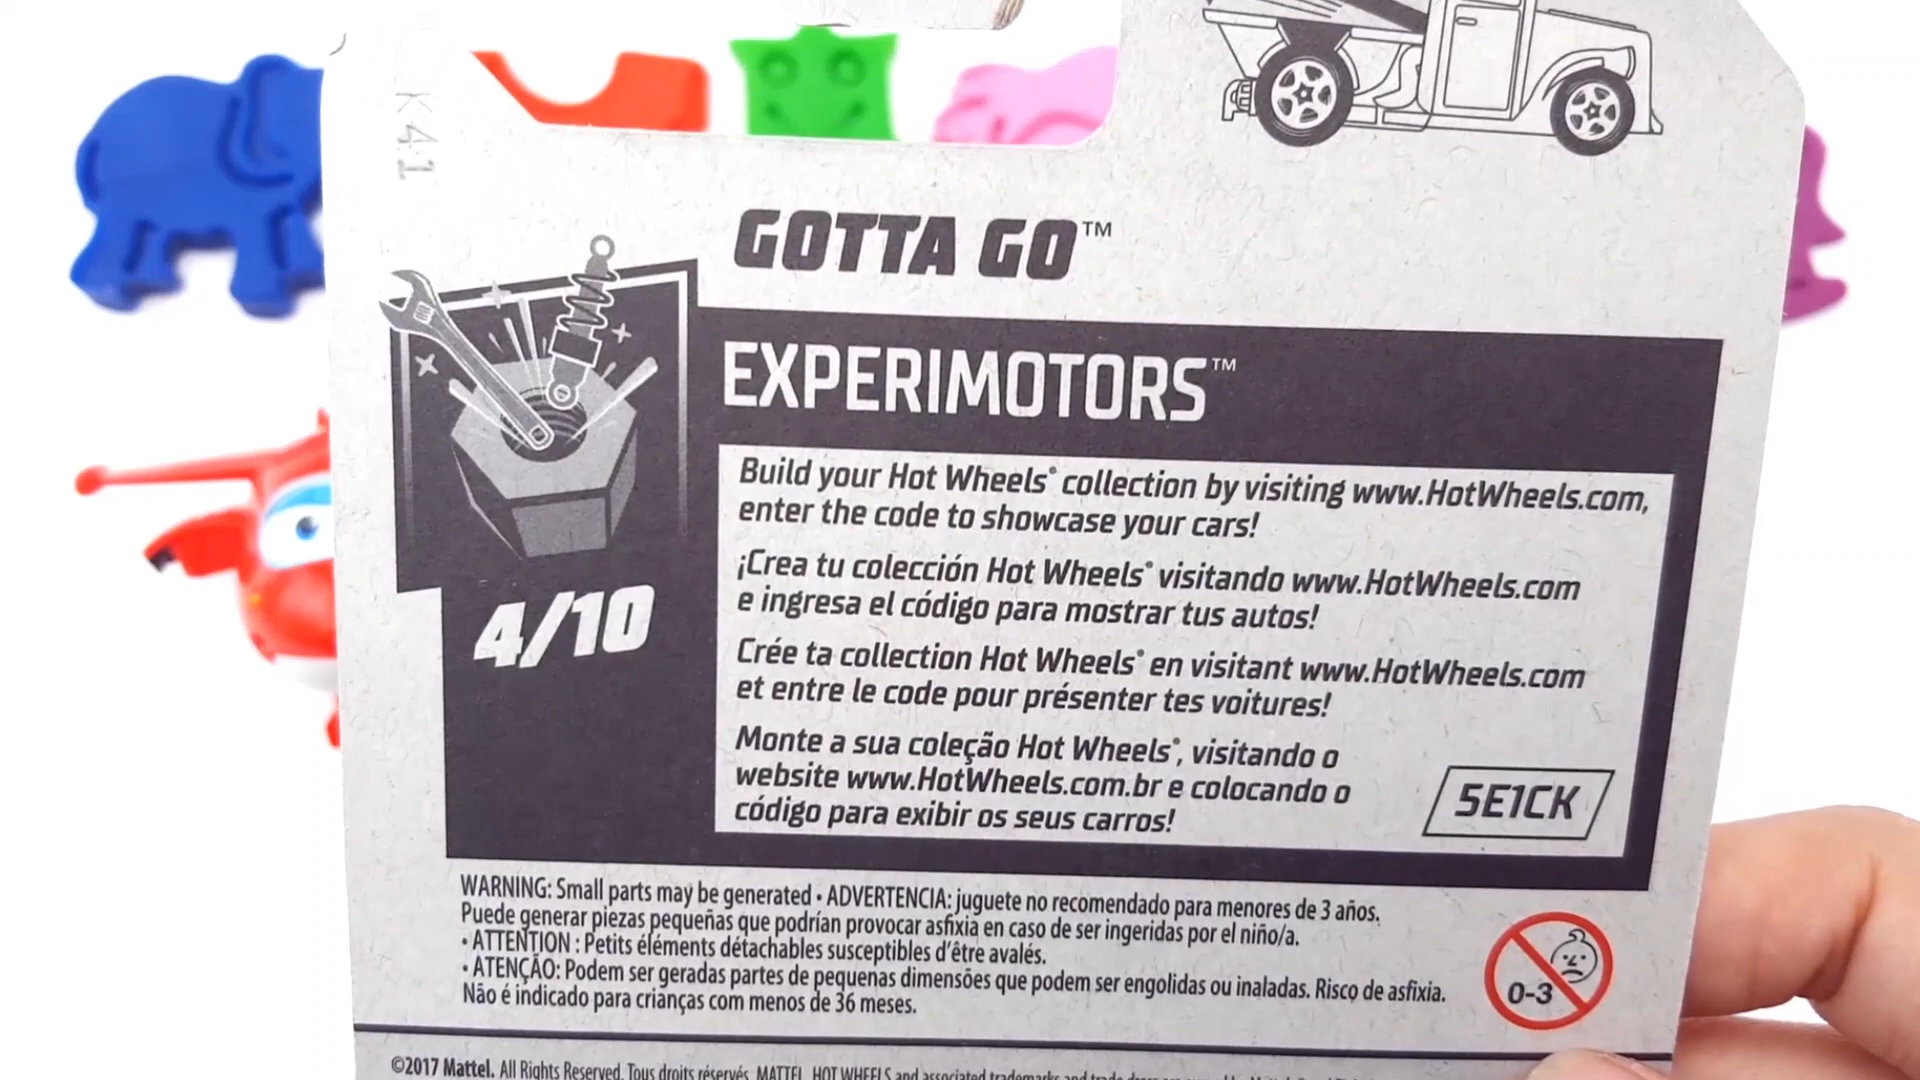 K41
GOTTA GO™
EXPERIMOTORS™
Build your Hot Wheels® collection by visiting www.HotWheels.com,
enter the code to showcase your cars!
¡Crea tu colección Hot Wheels® visitando www.HotWheels.com
e ingresa el código para mostrar tus autos!
Crée ta collection Hot Wheels® en visitant www.HotWheels.com
et entre le code pour présenter tes voitures!
Monte a sua coleção Hot Wheels®, visitando o
website www.HotWheels.com.br e colocando o
código para exibir os seus carros!
5E1CK
4/10
WARNING: Small parts may be generated • ADVERTENCIA: juguete no recomendado para menores de 3 años.
Puede generar piezas pequeñas que podrían provocar asfixia en caso de ser ingeridas por el niño/a.
• ATTENTION : Petits éléments détachables susceptibles d'être avalés.
• ATENÇÃO: Podem ser geradas partes de pequenas dimensões que podem ser engolidas ou inaladas. Risco de asfixia.
Não é indicado para crianças com menos de 36 meses.
0-3
©2017 Mattel. All Rights Reserved. Tous droits réservés. MATTEL, HOT WHEELS and associated trademarks and trade dress